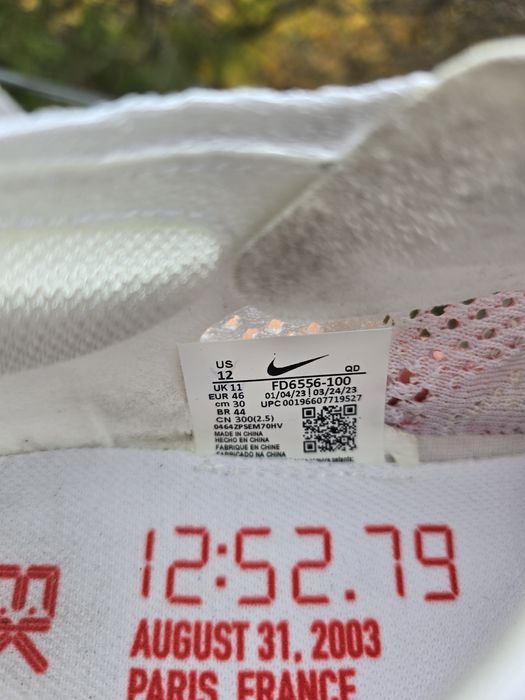 US
12
QD
UK 11
FD6556-100
EUR 46
01/04/23 | 03/24/23
cm 30
UPC 00196607719527
BR 44
CN 300(2.5)
0464ZPSEM70HV
MADE IN CHINA
HECHO EN CHINA
FABRIQUE EN CHINE
FABRICADO NA CHINA
12:52.79
AUGUST 31, 2003
PARIS, FRANCE